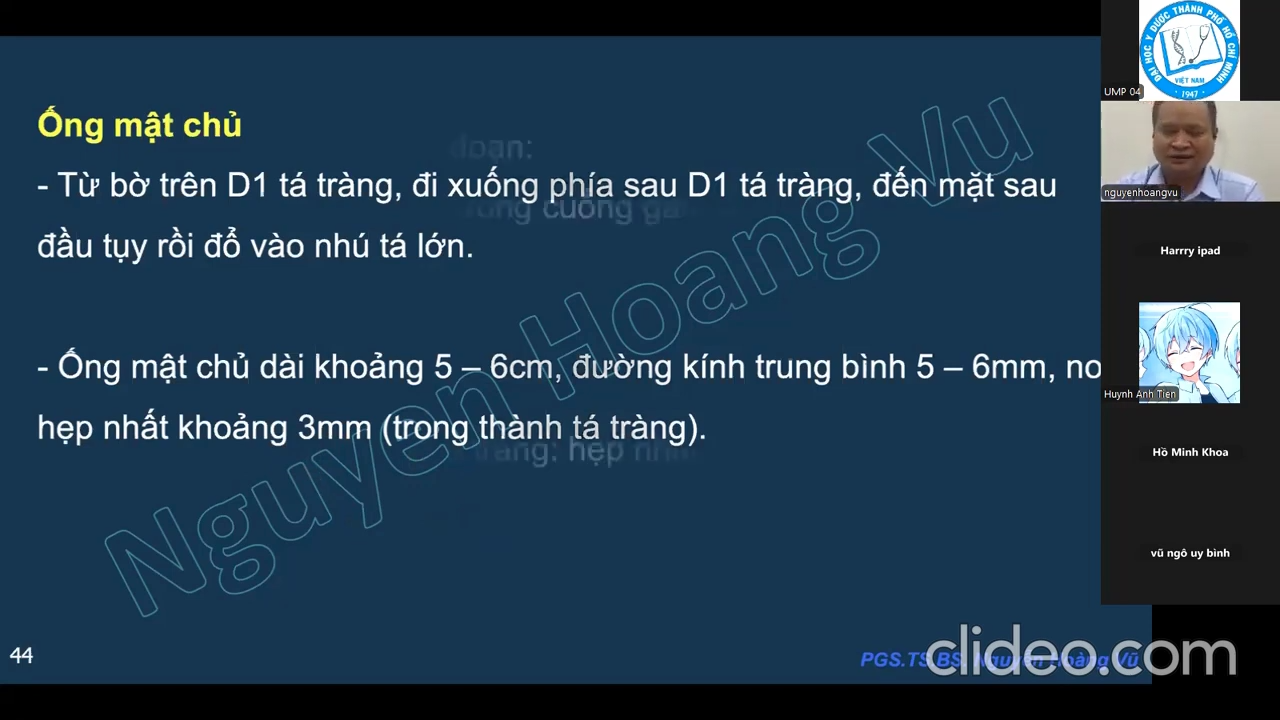 Ống mật chủ
- Từ bờ trên D1 tá tràng, đi xuống phía sau D1 tá tràng, đến mặt sau
đầu tụy rồi đổ vào nhú tá lớn.
- Ống mật chủ dài khoảng 5 – 6cm, đường kính trung bình 5 – 6mm, no
hẹp nhất khoảng 3mm (trong thành tá tràng).
Nguyen Hoang Vu
44
PGS.TS.BS. Nguyễn Hoàng Vũ
clideo.com
ĐẠI HỌC Y DƯỢC THÀNH PHỐ HỒ CHÍ MINH
VIỆT NAM
1947
UMP 04
nguyenhoangvu
Harrry ipad
Huynh Anh Tien
Hồ Minh Khoa
vũ ngô uy bình